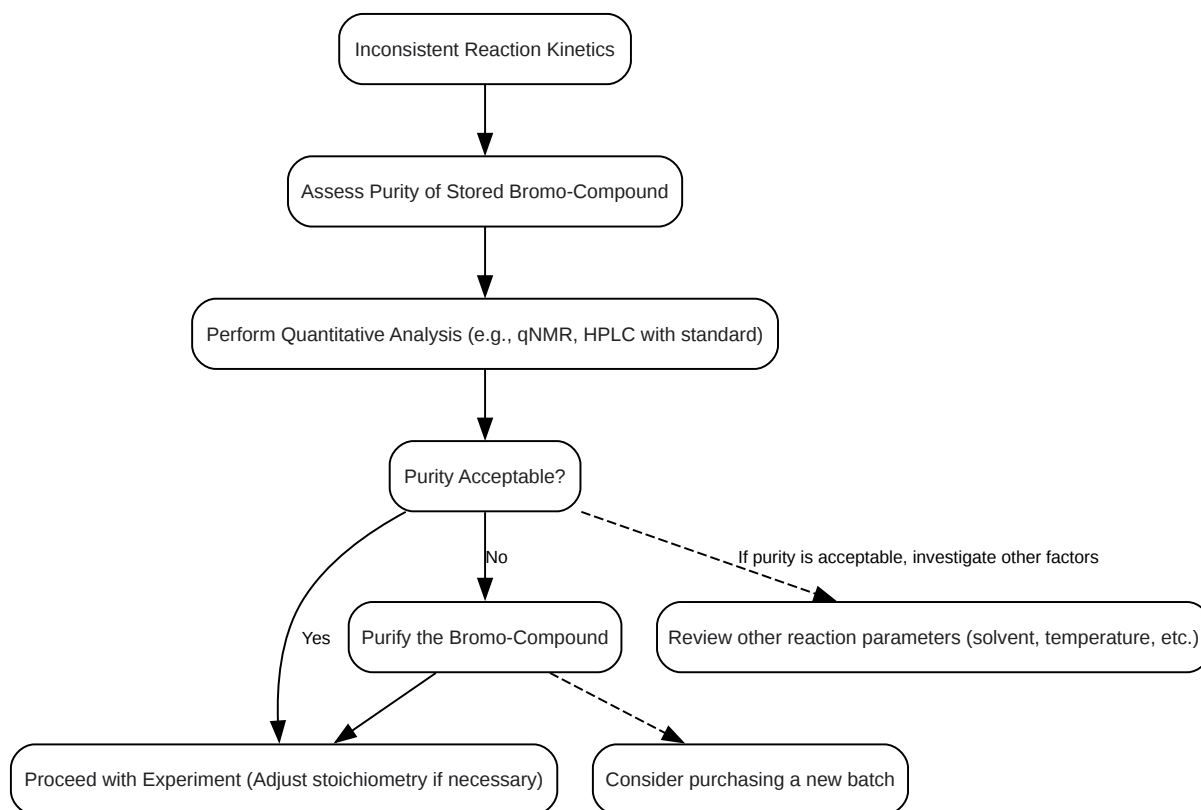 Inconsistent Reaction Kinetics
Assess Purity of Stored Bromo-Compound
Perform Quantitative Analysis (e.g., qNMR, HPLC with standard)
Purity Acceptable?
No
If purity is acceptable, investigate other factors
Yes
Purify the Bromo-Compound
Review other reaction parameters (solvent, temperature, etc.)
Proceed with Experiment (Adjust stoichiometry if necessary)
Consider purchasing a new batch